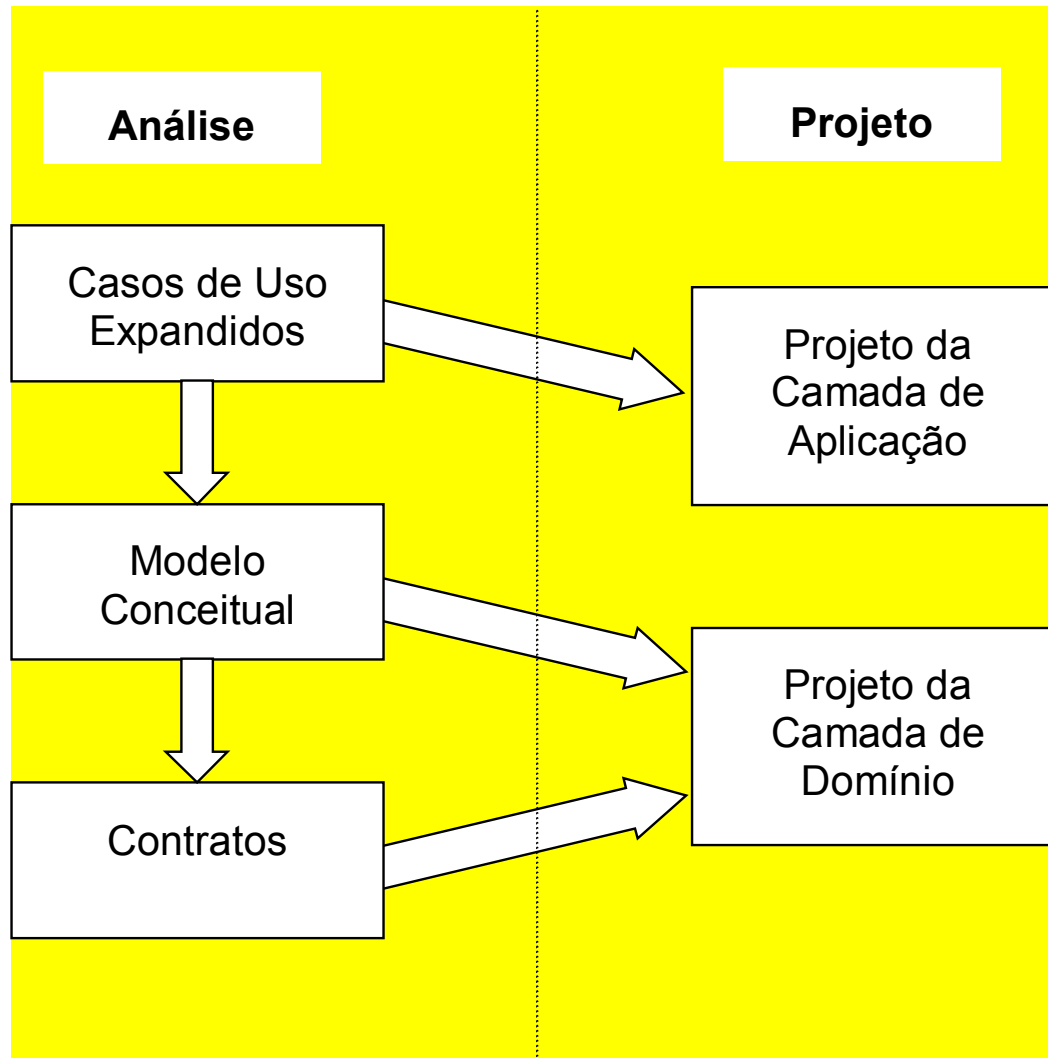 Análise
Projeto
Casos de Uso
Expandidos
Projeto da
Camada de
Aplicação
Modelo
Conceitual
Projeto da
Camada de
Domínio
Contratos